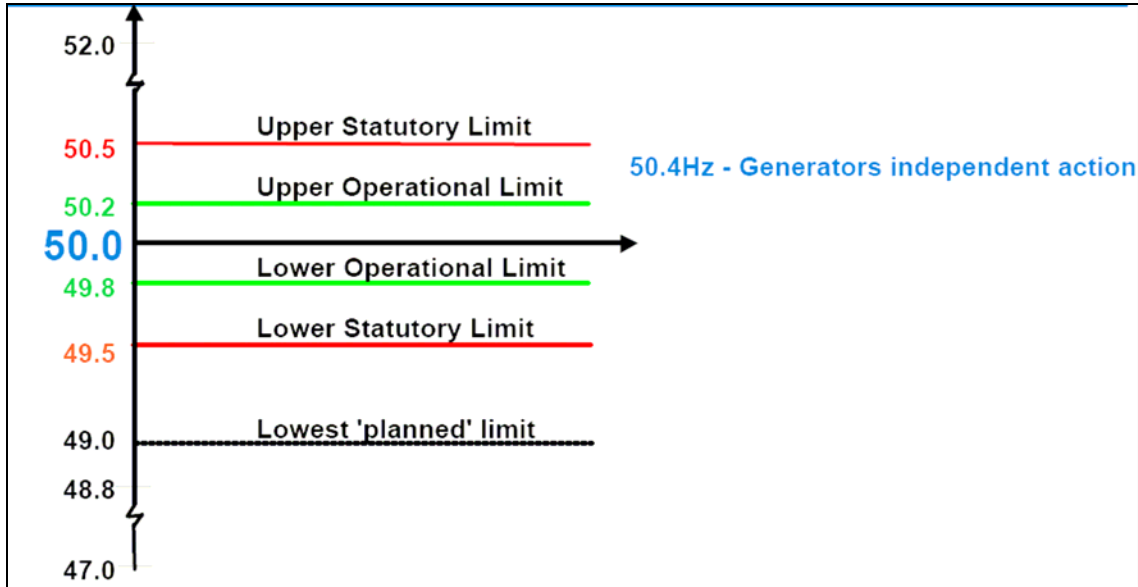 52.0
Upper Statutory Limit
50.5
50.4Hz - Generators independent action
Upper Operational Limit
50.2
50.0
Lower Operational Limit
49.8
Lower Statutory Limit
49.5
Lowest 'planned' limit
49.0
48.8
47.0